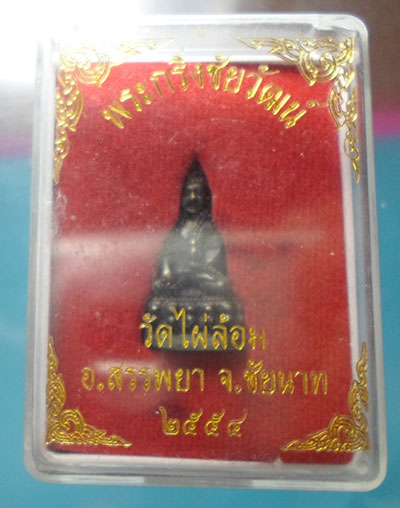 พระกริ่งชัยวัฒน์
วัดไผ่ล้อม
อ.สรรพยา จ.ชัยนาท
๒๕๕๔